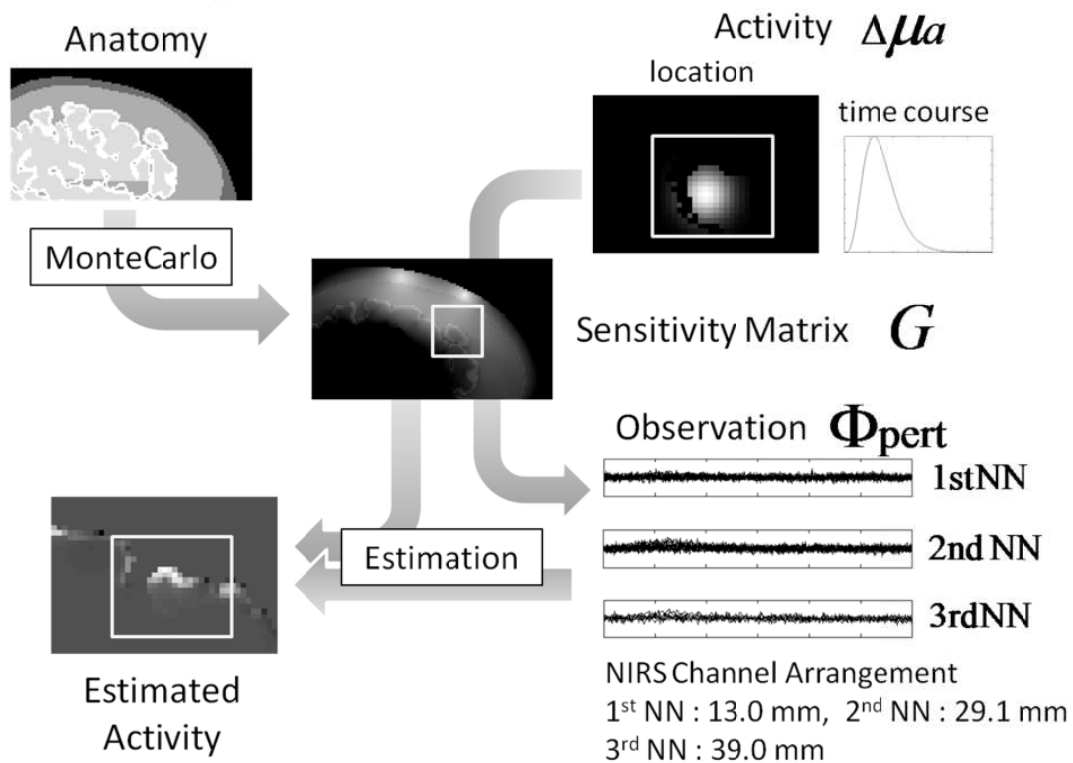 Anatomy
Activity Δμa
location
time course
MonteCarlo
Sensitivity Matrix G
Observation Φpert
1stNN
2nd NN
3rdNN
Estimation
Estimated
Activity
NIRS Channel Arrangement
1st NN : 13.0 mm, 2nd NN : 29.1 mm
3rd NN : 39.0 mm